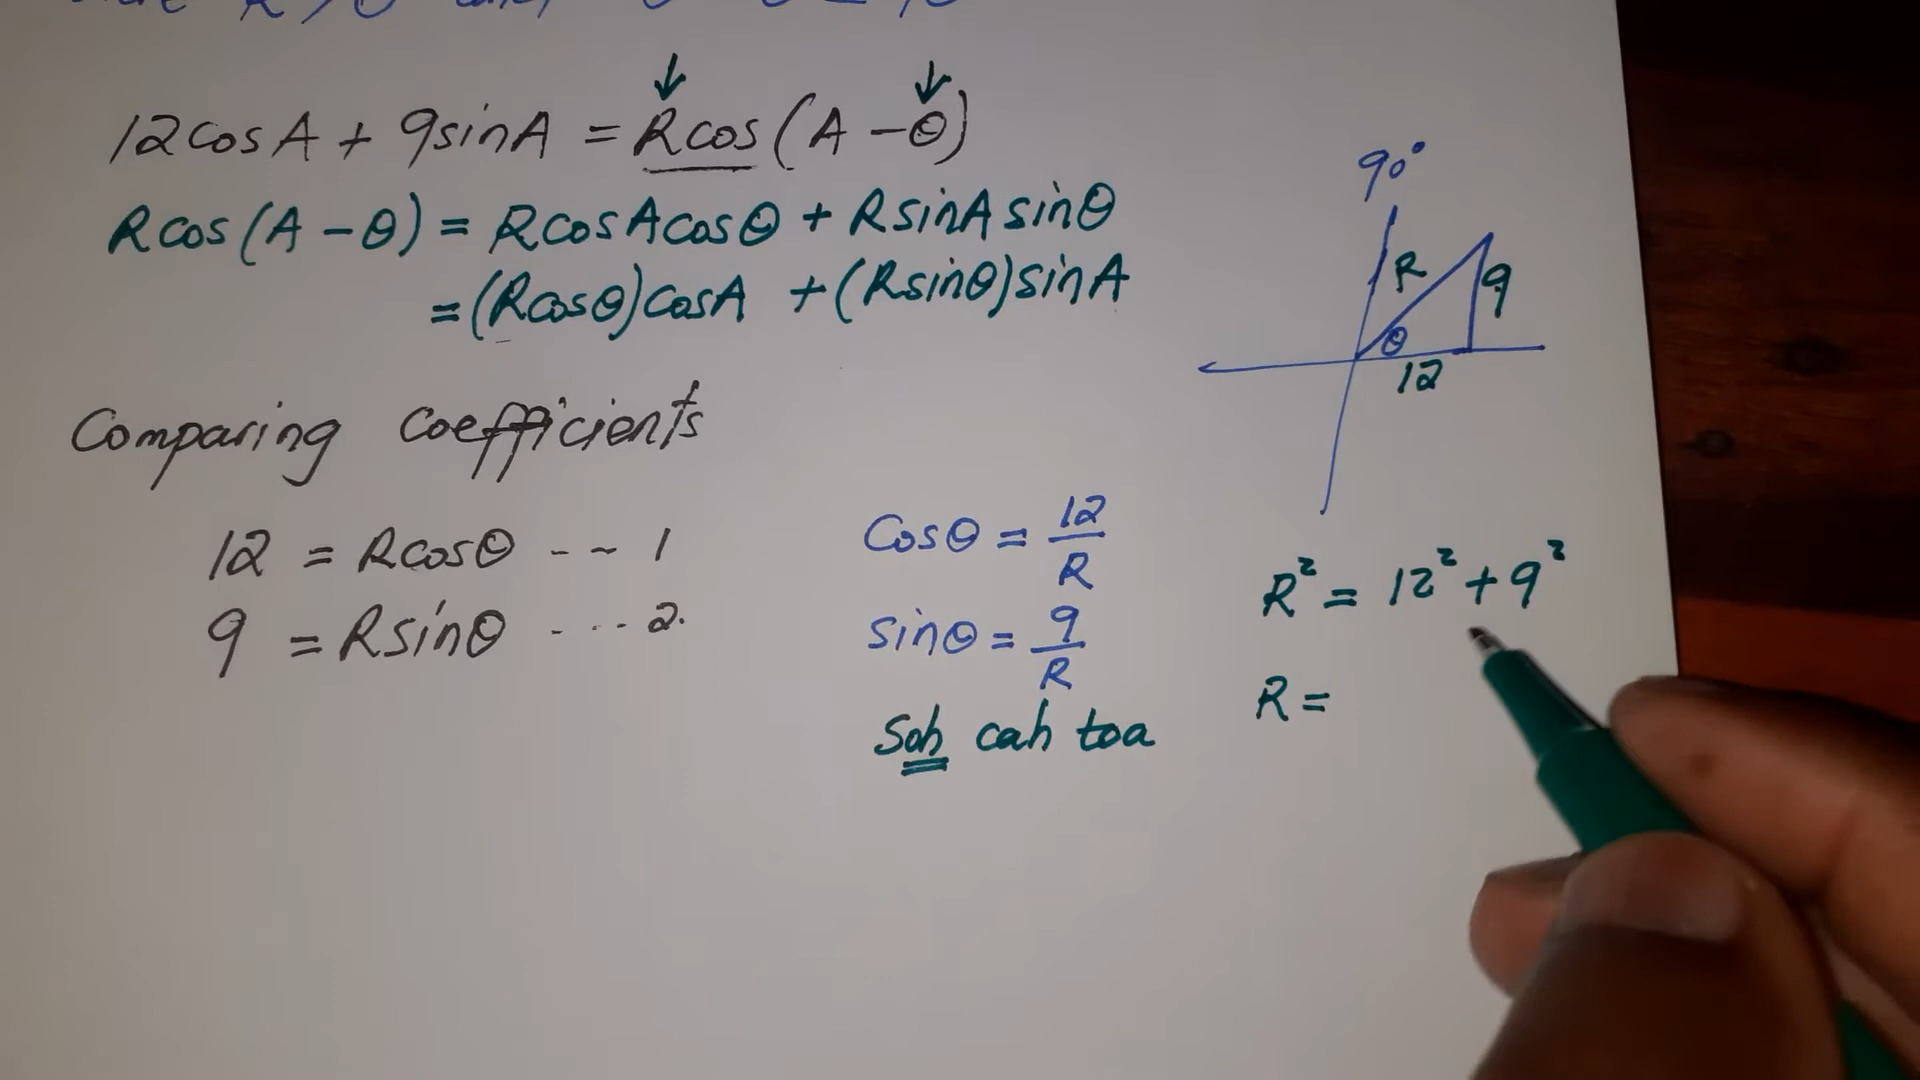 12cosA + 9sinA = Rcos(A - θ)
Rcos(A - θ) = RcosAcosθ + RsinAsinθ
= (Rcosθ)cosA + (Rsinθ)sinA
90°
R
9
θ
12
Comparing Coefficients
12 = Rcosθ --~ 1
9 = Rsinθ ---- 2.
Cosθ = 12/R
sinθ = 9/R
Soh cah toa
R² = 12² + 9²
R =